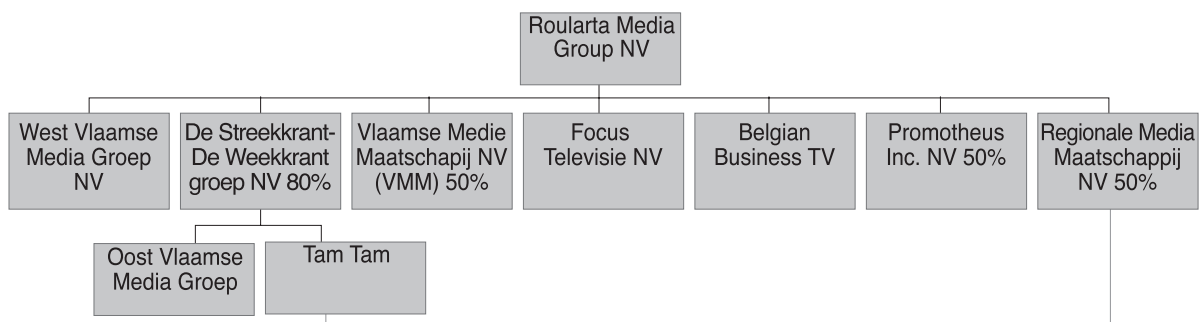 Roularta Media
Group NV
West Vlaamse
Media Groep
NV
De Streekkrant-
De Weekkrant
groep NV 80%
Vlaamse Medie
Maatschapij NV
(VMM) 50%
Focus
Televisie NV
Belgian
Business TV
Promotheus
Inc. NV 50%
Regionale Media
Maatschappij
NV 50%
Oost Vlaamse
Media Groep
Tam Tam